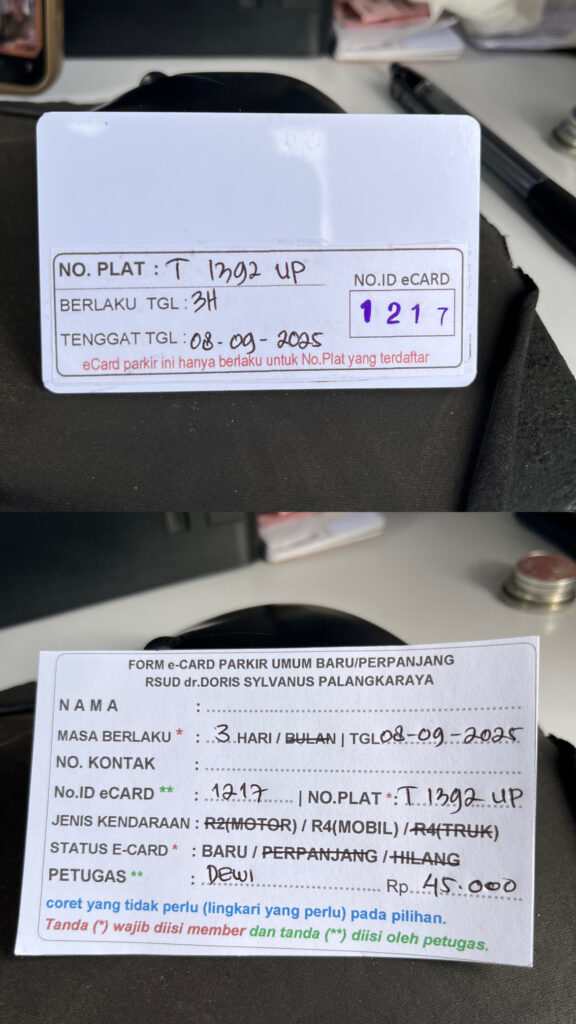 NO. PLAT : T 1392 UP
BERLAKU TGL : 3H
NO.ID eCARD
1217
TENGGAT TGL : 08-09-2025
eCard parkir ini hanya berlaku untuk No.Plat yang terdaftar
FORM e-CARD PARKIR UMUM BARU/PERPANJANG
RSUD dr.DORIS SYLVANUS PALANGKARAYA
NAMA :
MASA BERLAKU * : 3 HARI / BULAN | TGL 08-09-2025
NO. KONTAK :
No.ID eCARD ** : 1217 | NO.PLAT * : T 1392 UP
JENIS KENDARAAN : R2(MOTOR) / R4(MOBIL) / R4(TRUK)
STATUS E-CARD * : BARU / PERPANJANG / HILANG
PETUGAS ** : DEWI Rp. 45.000
coret yang tidak perlu (lingkari yang perlu) pada pilihan.
Tanda (*) wajib diisi member dan tanda (**) diisi oleh petugas.